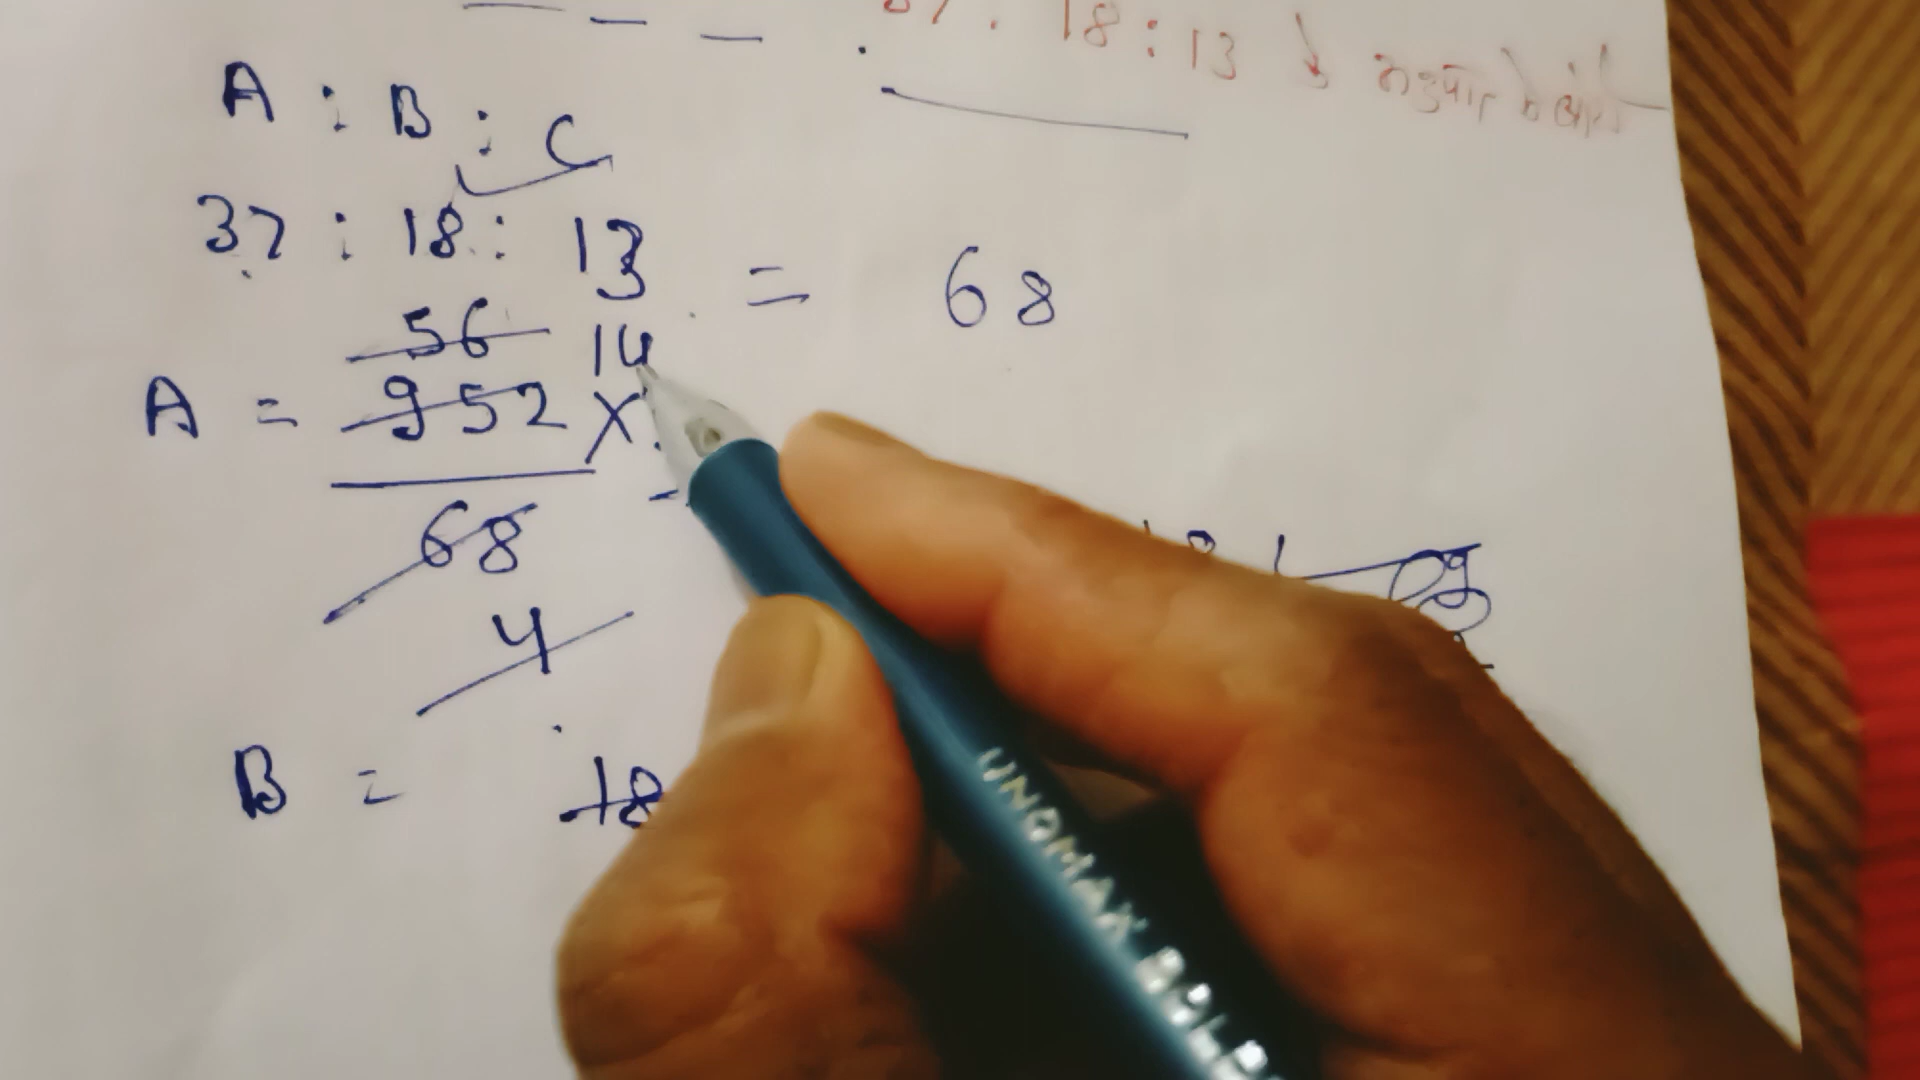 : 18 : 13
A : B : C
37 : 18 : 13 = 68
56 14
A = 952 X
68
4
B = 18
UNOMAX